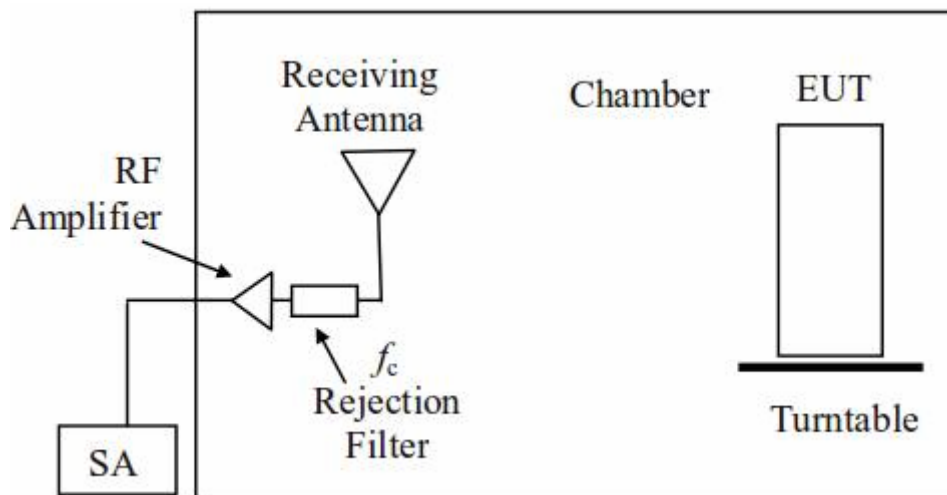 Receiving
Antenna
Chamber
EUT
RF
Amplifier
fc
Rejection
Filter
Turntable
SA